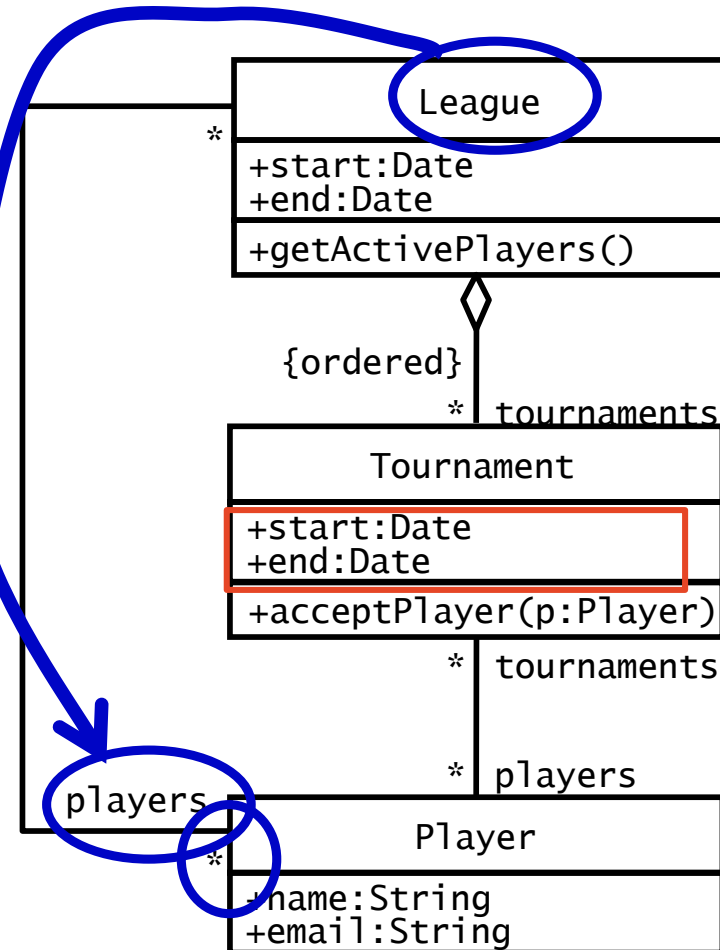 League
*
+start:Date
+end:Date
+getActivePlayers()
{ordered}
* tournaments
Tournament
+start:Date
+end:Date
+acceptPlayer(p:Player)
* tournaments
* players
players
Player
*
+name:String
+email:String